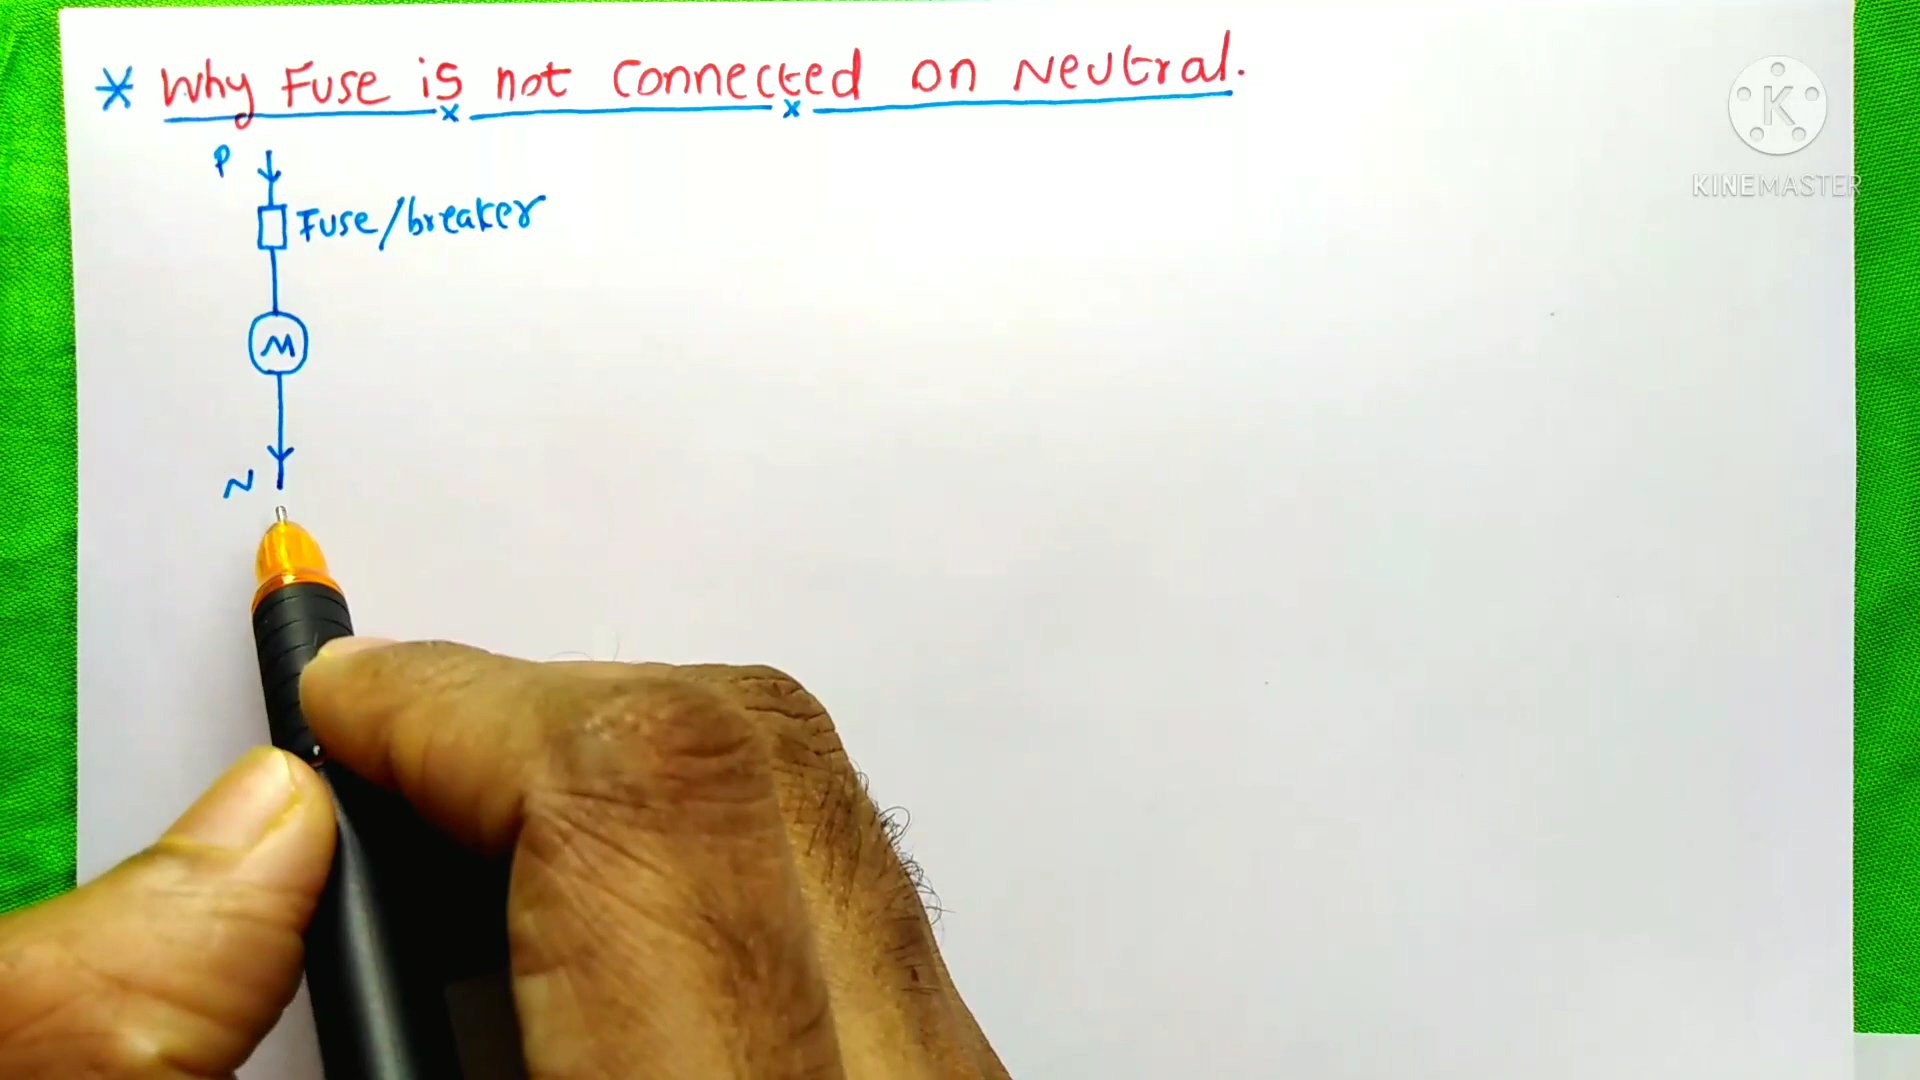 * Why Fuse is not connected on Neutral.
P
Fuse/breaker
M
N
K
KINEMASTER